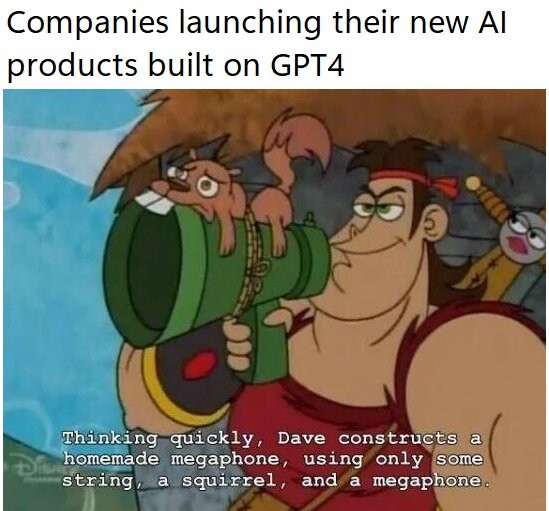 Companies launching their new AI
products built on GPT4
Thinking quickly, Dave constructs a
homemade megaphone, using only some
string, a squirrel, and a megaphone.